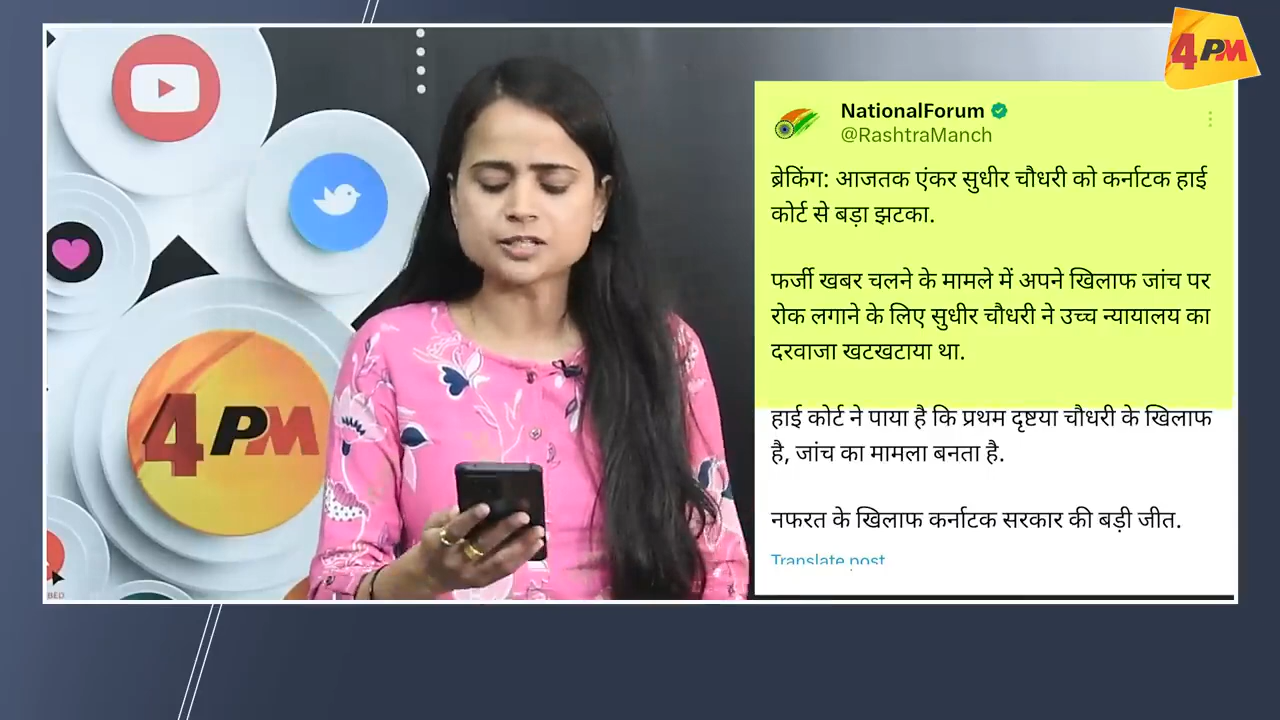 4PM
NationalForum
@RashtraManch
ब्रेकिंग: आजतक एंकर सुधीर चौधरी को कर्नाटक हाई
कोर्ट से बड़ा झटका.
फर्जी खबर चलने के मामले में अपने खिलाफ जांच पर
रोक लगाने के लिए सुधीर चौधरी ने उच्च न्यायालय का
दरवाजा खटखटाया था.
हाई कोर्ट ने पाया है कि प्रथम दृष्टया चौधरी के खिलाफ
है, जांच का मामला बनता है.
नफरत के खिलाफ कर्नाटक सरकार की बड़ी जीत.
Translate post
4PM